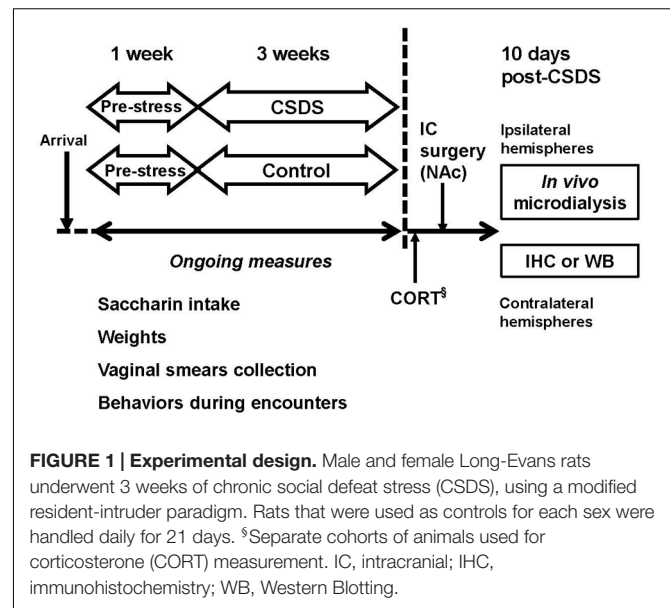 1 week
3 weeks
10 days
post-CSDS
Pre-stress
CSDS
Arrival
Pre-stress
Control
IC
surgery
(NAc)
Ipsilateral
hemispheres
In vivo
microdialysis
Ongoing measures
CORT§
IHC or WB
Contralateral
hemispheres
Saccharin intake
Weights
Vaginal smears collection
Behaviors during encounters
FIGURE 1 | Experimental design. Male and female Long-Evans rats
underwent 3 weeks of chronic social defeat stress (CSDS), using a modified
resident-intruder paradigm. Rats that were used as controls for each sex were
handled daily for 21 days. §Separate cohorts of animals used for
corticosterone (CORT) measurement. IC, intracranial; IHC,
immunohistochemistry; WB, Western Blotting.